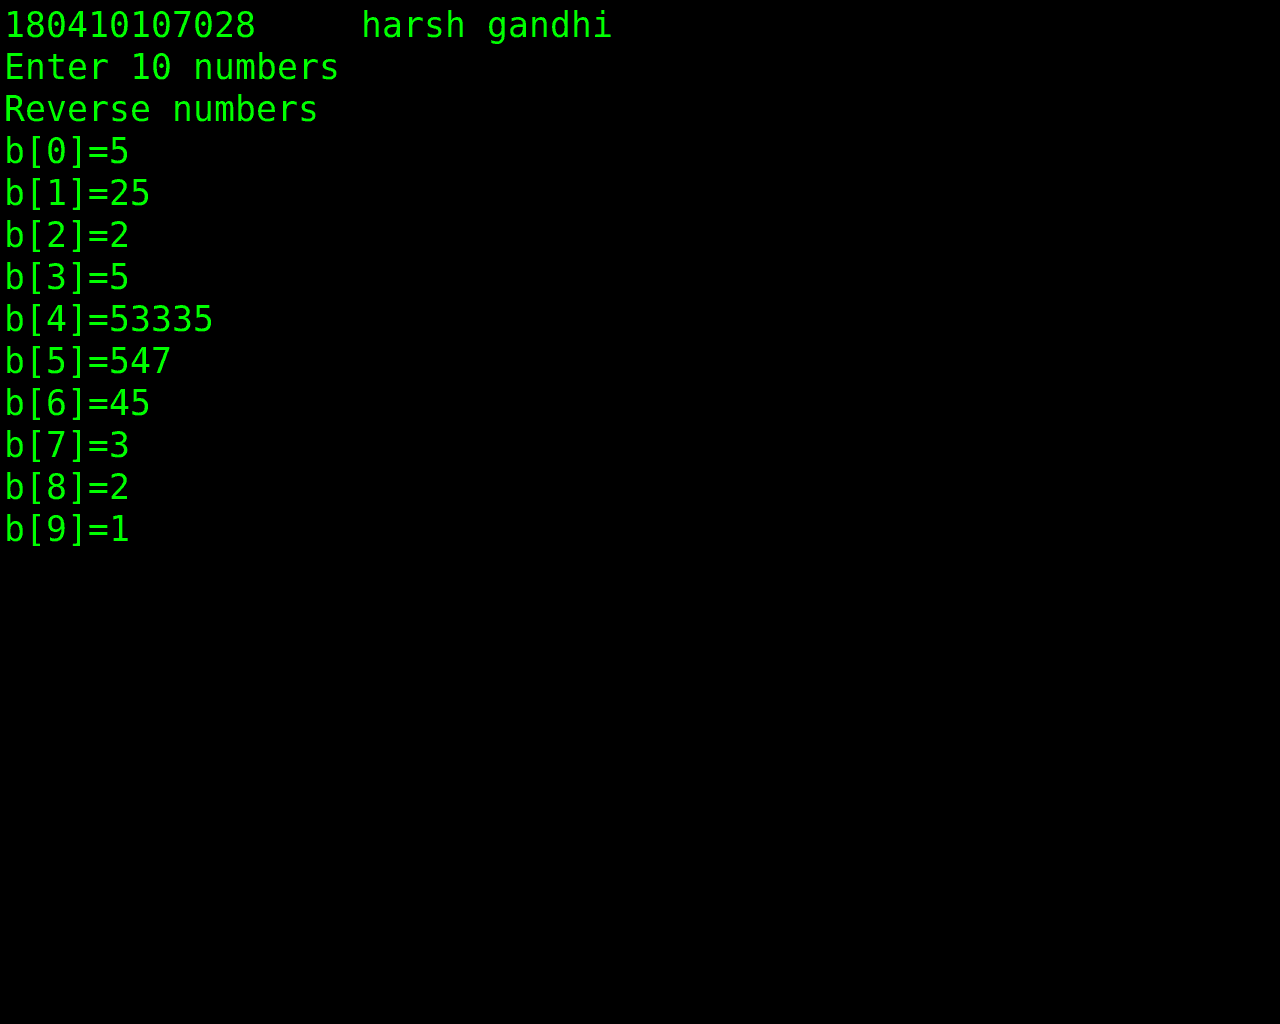 180410107028     harsh gandhi
Enter 10 numbers
Reverse numbers
b[0]=5
b[1]=25
b[2]=2
b[3]=5
b[4]=53335
b[5]=547
b[6]=45
b[7]=3
b[8]=2
b[9]=1